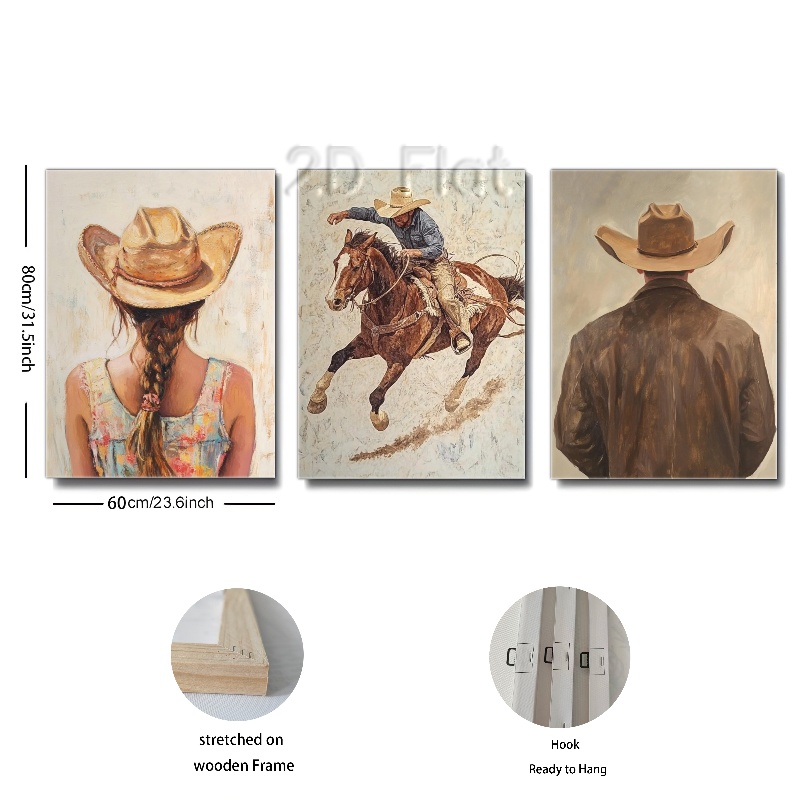 2D Flat
80cm/31.5inch
60cm/23.6inch
stretched on
wooden Frame
Hook
Ready to Hang